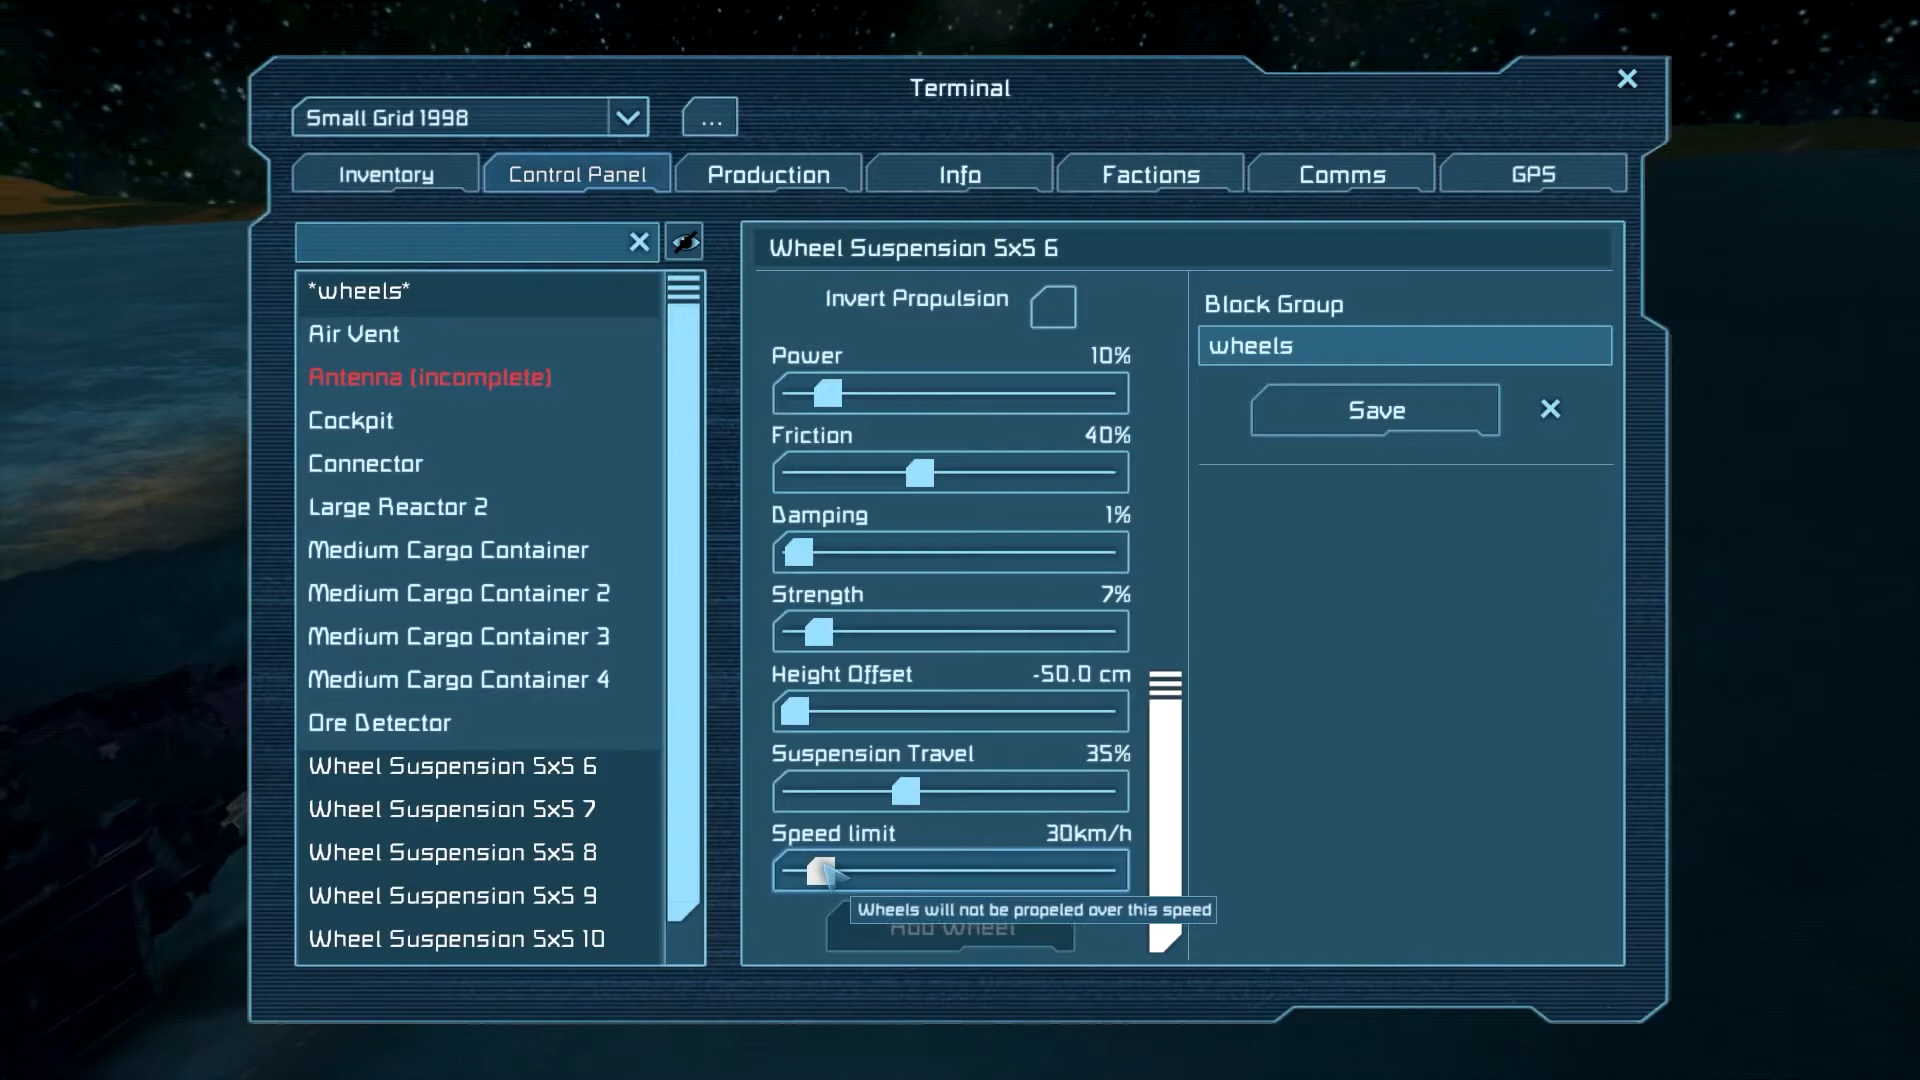 Terminal
Small Grid 1998
...
Inventory
Control Panel
Production
Info
Factions
Comms
GPS
*wheels*
Air Vent
Antenna (incomplete)
Cockpit
Connector
Large Reactor 2
Medium Cargo Container
Medium Cargo Container 2
Medium Cargo Container 3
Medium Cargo Container 4
Ore Detector
Wheel Suspension 5x5 6
Wheel Suspension 5x5 7
Wheel Suspension 5x5 8
Wheel Suspension 5x5 9
Wheel Suspension 5x5 10
Wheel Suspension 5x5 6
Invert Propulsion
Power 10%
Friction 40%
Damping 1%
Strength 7%
Height Offset -50.0 cm
Suspension Travel 35%
Speed limit 30km/h
Wheels will not be propeled over this speed
Add Wheel
Block Group
wheels
Save